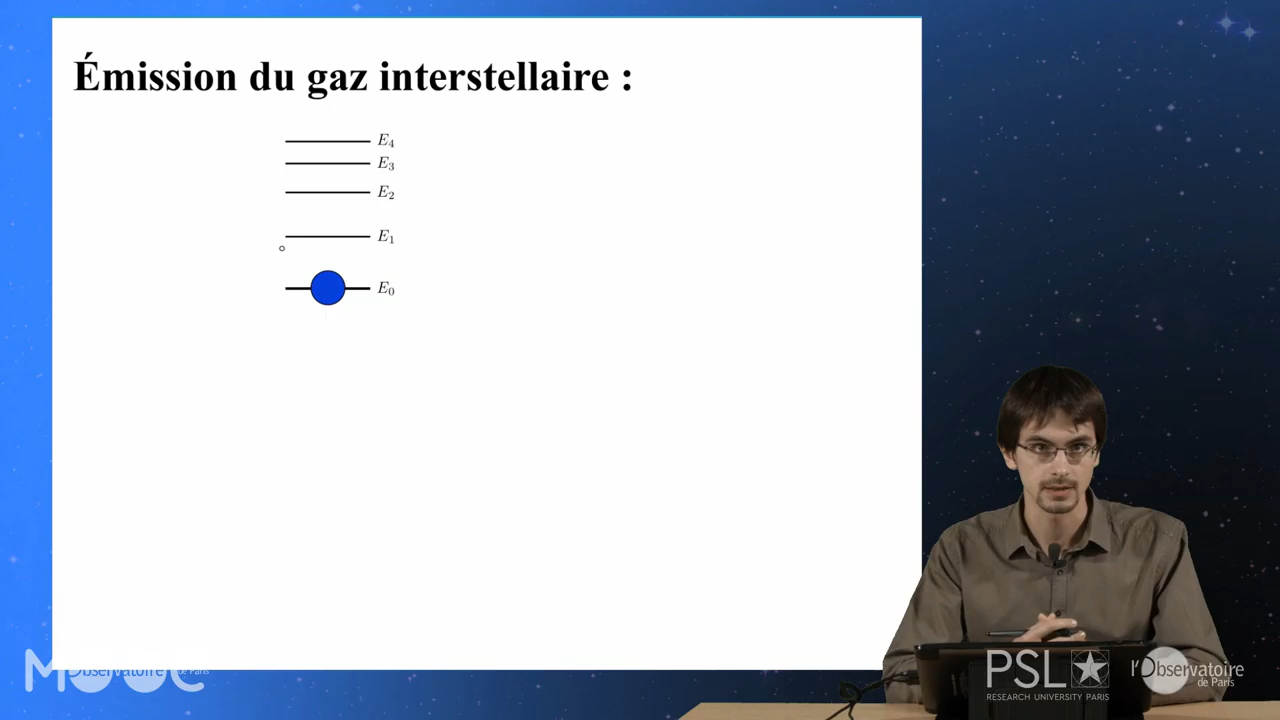 Émission du gaz interstellaire :
E4
E3
E2
E1
E0
MOOC
l'Observatoire
de Paris
PSL
RESEARCH UNIVERSITY PARIS
l'Observatoire
de Paris